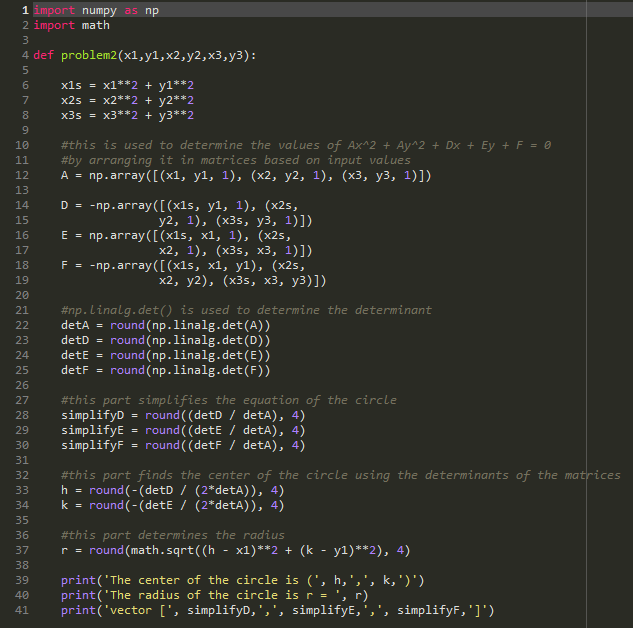 1 import numpy as np
2 import math
3
4 def problem2(x1,y1,x2,y2,x3,y3):
5
6     x1s = x1**2 + y1**2
7     x2s = x2**2 + y2**2
8     x3s = x3**2 + y3**2
9
10     #this is used to determine the values of Ax^2 + Ay^2 + Dx + Ey + F = 0
11     #by arranging it in matrices based on input values
12     A = np.array([(x1, y1, 1), (x2, y2, 1), (x3, y3, 1)])
13
14     D = -np.array([(x1s, y1, 1), (x2s,
15                  y2, 1), (x3s, y3, 1)])
16     E = np.array([(x1s, x1, 1), (x2s,
17                  x2, 1), (x3s, x3, 1)])
18     F = -np.array([(x1s, x1, y1), (x2s,
19                  x2, y2), (x3s, x3, y3)])
20
21     #np.linalg.det() is used to determine the determinant
22     detA = round(np.linalg.det(A))
23     detD = round(np.linalg.det(D))
24     detE = round(np.linalg.det(E))
25     detF = round(np.linalg.det(F))
26
27     #this part simplifies the equation of the circle
28     simplifyD = round((detD / detA), 4)
29     simplifyE = round((detE / detA), 4)
30     simplifyF = round((detF / detA), 4)
31
32     #this part finds the center of the circle using the determinants of the matrices
33     h = round(-(detD / (2*detA)), 4)
34     k = round(-(detE / (2*detA)), 4)
35
36     #this part determines the radius
37     r = round(math.sqrt((h - x1)**2 + (k - y1)**2), 4)
38
39     print('The center of the circle is (', h,',', k,')')
40     print('The radius of the circle is r = ', r)
41     print('vector [', simplifyD,',', simplifyE,',', simplifyF,']')